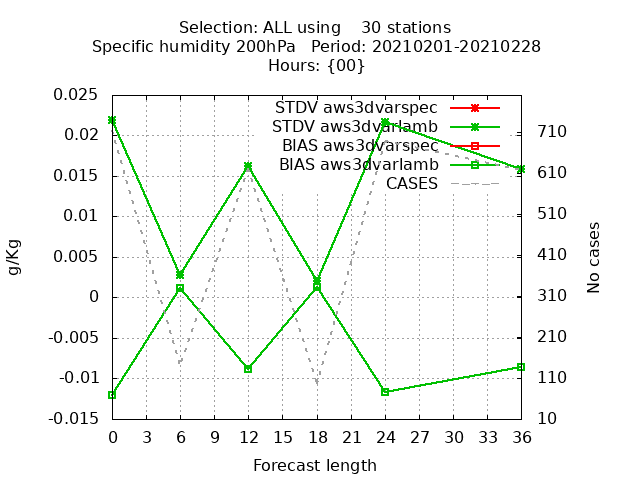 Selection: ALL using    30 stations
Specific humidity 200hPa   Period: 20210201-20210228
Hours: {00}
STDV aws3dvarspec
STDV aws3dvarlamb
BIAS aws3dvarspec
BIAS aws3dvarlamb
CASES
0.025
0.02
0.015
0.01
0.005
0
-0.005
-0.01
-0.015
g/Kg
710
610
510
410
310
210
110
10
No cases
0 3 6 9 12 15 18 21 24 27 30 33 36
Forecast length